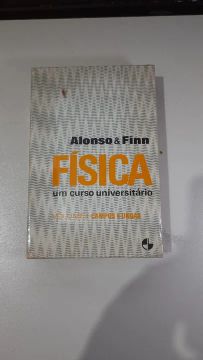 Alonso & Finn
FÍSICA
um curso universitário
CAMPOS E ONDAS